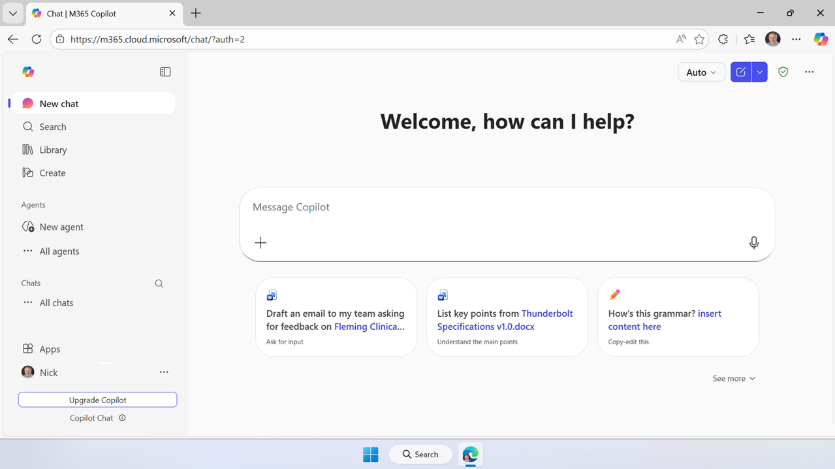 Chat | M365 Copilot
https://m365.cloud.microsoft/chat/?auth=2
Auto
New chat
Search
Library
Create
Agents
New agent
All agents
Chats
All chats
Apps
Nick
Upgrade Copilot
Copilot Chat
Welcome, how can I help?
Message Copilot
Draft an email to my team asking
for feedback on Fleming Clinica...
Ask for input
List key points from Thunderbolt
Specifications v1.0.docx
Understand the main points
How's this grammar? insert
content here
Copy-edit this
See more
Search